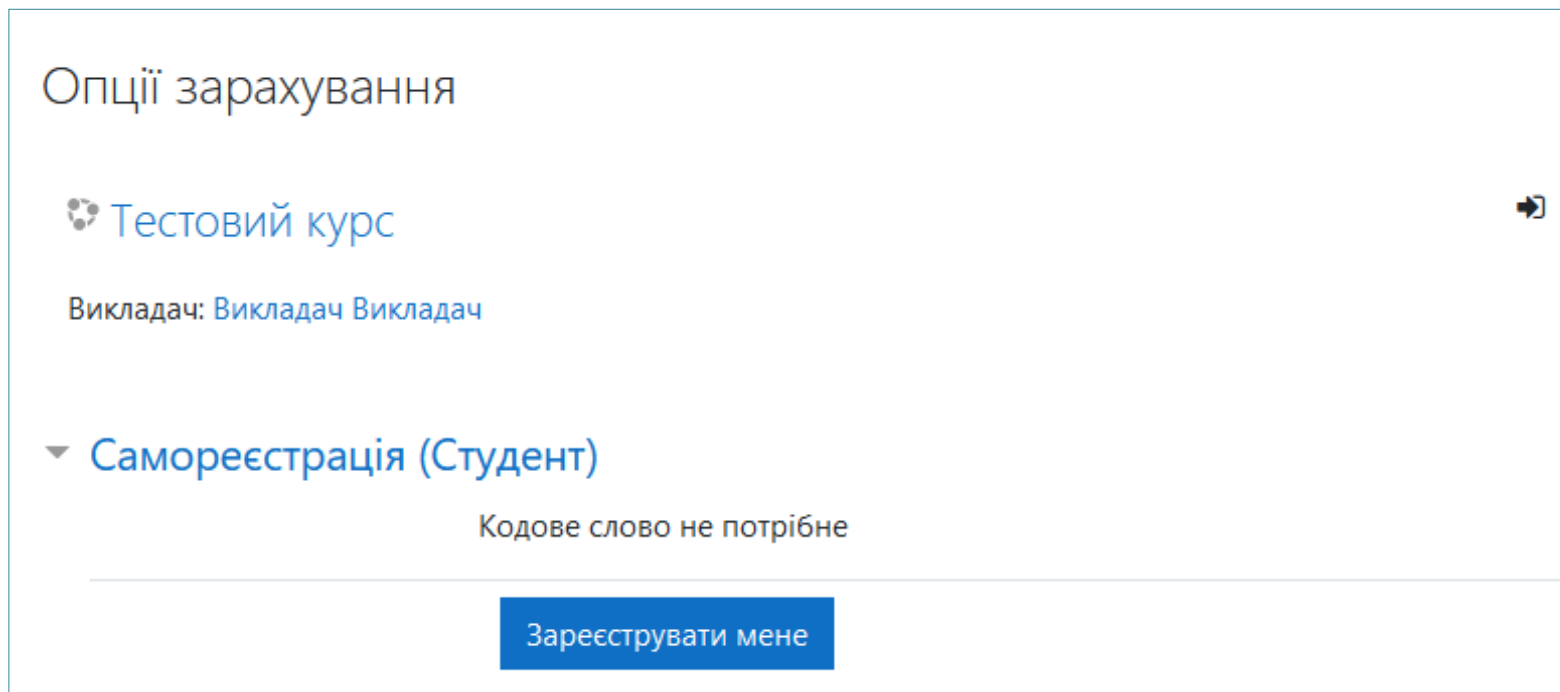 Опції зарахування
Тестовий курс
Викладач: Викладач Викладач
Самореєстрація (Студент)
Кодове слово не потрібне
Зареєструвати мене